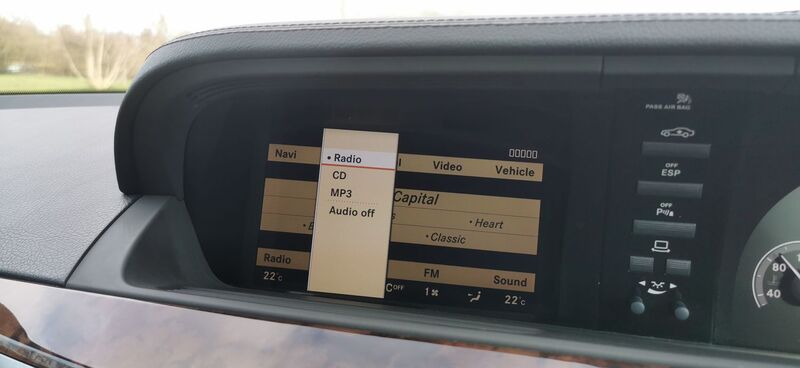 PASS AIR BAG
Navi
l Video Vehicle
• Radio
CD
MP3
Audio off
Capital
s
• Heart
• Classic
Radio
FM
Sound
22°C
C OFF
1
22°C
OFF
ESP
OFF
P
80
40